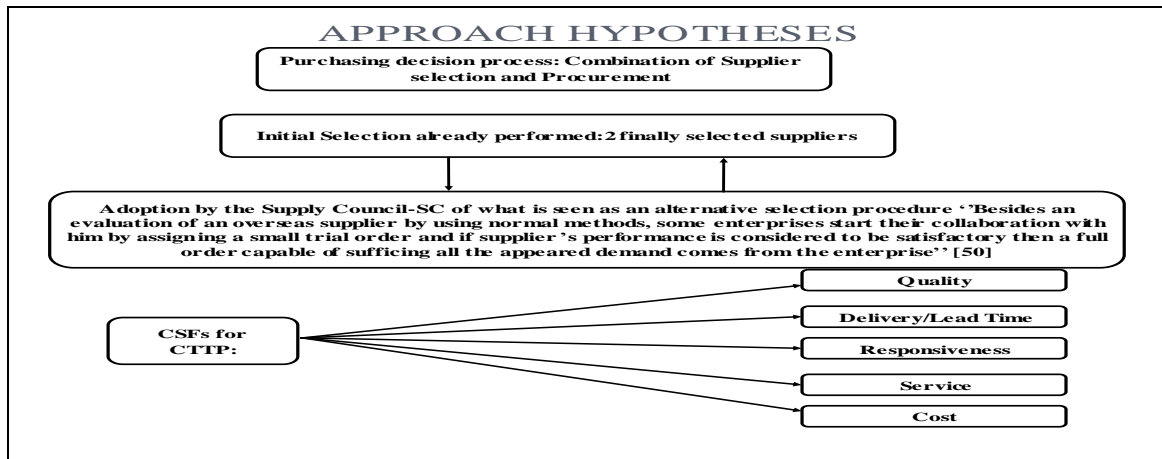 APPROACH HYPOTHESES
Purchasing decision process: Combination of Supplier
selection and Procurement
Initial Selection already performed:2 finally selected suppliers
Adoption by the Supply Council-SC of what is seen as an alternative selection procedure ‘’Besides an
evaluation of an overseas supplier by using normal methods, some enterprises start their collaboration with
him by assigning a small trial order and if supplier’s performance is considered to be satisfactory then a full
order capable of sufficing all the appeared demand comes from the enterprise’’ [50]
Quality
Delivery/Lead Time
CSFs for
CTTP:
Responsiveness
Service
Cost